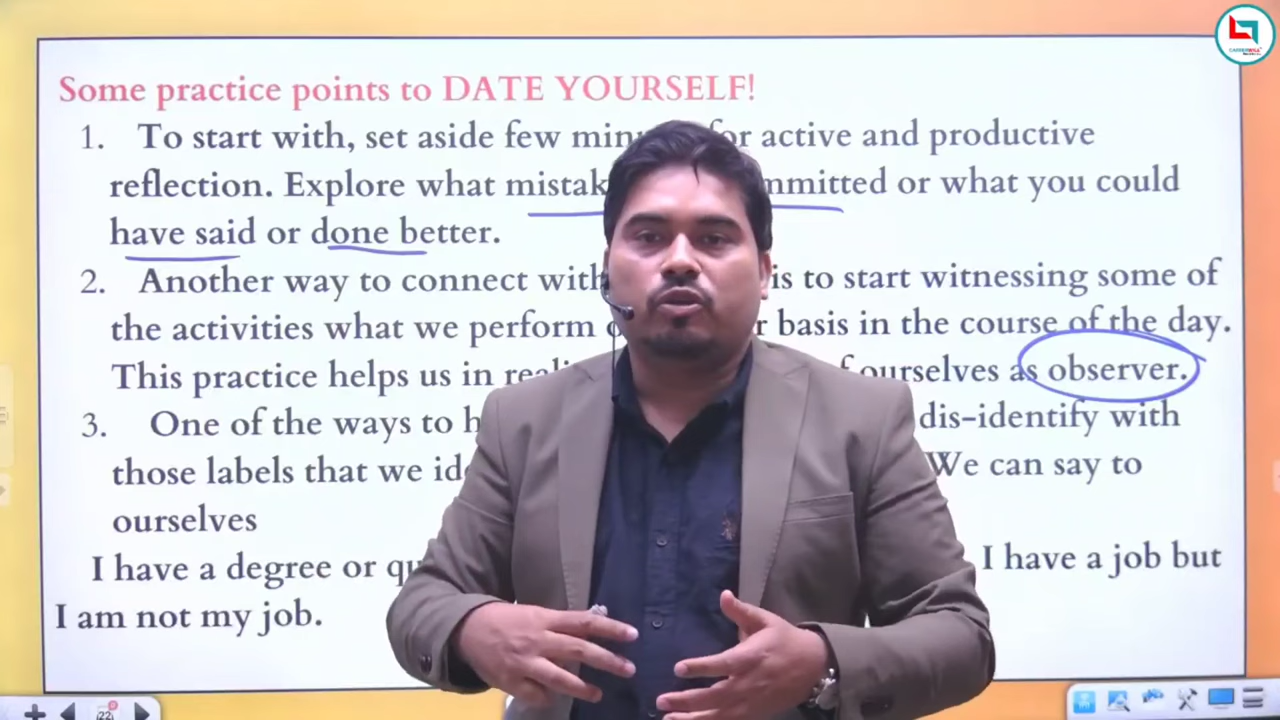 CAREERWILL
Some practice points to DATE YOURSELF!
1. To start with, set aside few for active and productive
reflection. Explore what or what you could
have said or done better.
2. Another way to connect with is to start witnessing some of
the activities what we perform basis in the course of the day.
This practice helps us in ourselves as observer.
3. One of the ways to dis-identify with
those labels that we We can say to
ourselves
I have a degree or I have a job but
I am not my job.
22